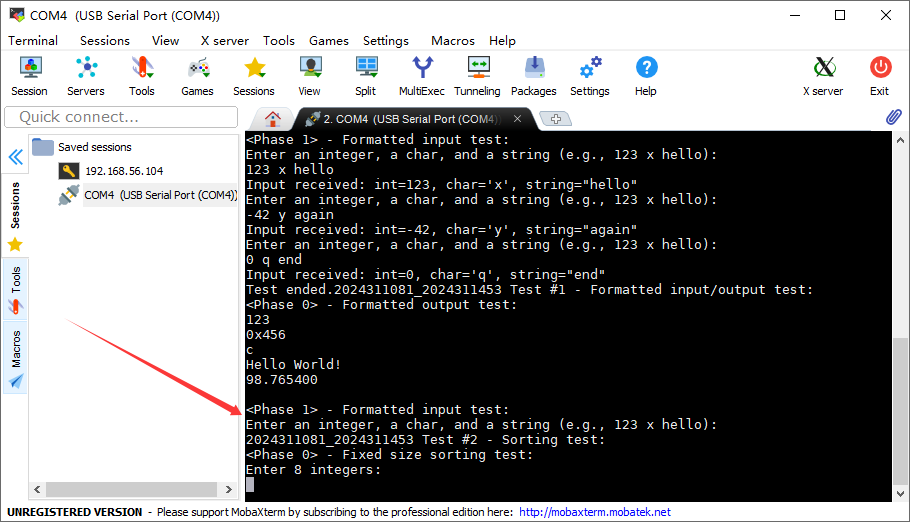 COM4  (USB Serial Port (COM4))
Terminal Sessions View X server Tools Games Settings Macros Help
Session Servers Tools Games Sessions View Split MultiExec Tunneling Packages Settings Help X server Exit
Quick connect...
2. COM4  (USB Serial Port (COM4)
Sessions
Tools
Macros
Saved sessions
192.168.56.104
COM4  (USB Serial Port (COM4))
<Phase 1> - Formatted input test:
Enter an integer, a char, and a string (e.g., 123 x hello):
123 x hello
Input received: int=123, char='x', string="hello"
Enter an integer, a char, and a string (e.g., 123 x hello):
-42 y again
Input received: int=-42, char='y', string="again"
Enter an integer, a char, and a string (e.g., 123 x hello):
0 q end
Input received: int=0, char='q', string="end"
Test ended.2024311081_2024311453 Test #1 - Formatted input/output test:
<Phase 0> - Formatted output test:
123
0x456
c
Hello World!
98.765400
<Phase 1> - Formatted input test:
Enter an integer, a char, and a string (e.g., 123 x hello):
2024311081_2024311453 Test #2 - Sorting test:
<Phase 0> - Fixed size sorting test:
Enter 8 integers:
UNREGISTERED VERSION  -  Please support MobaXterm by subscribing to the professional edition here:  http://mobaxterm.mobatek.net